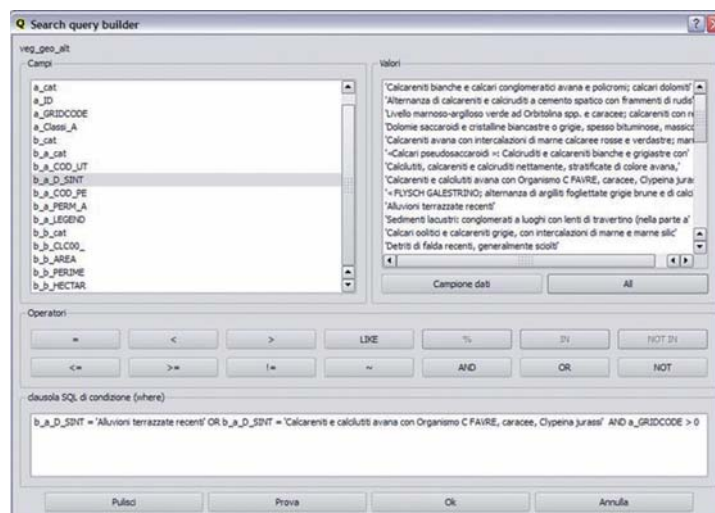 Search query builder
veg_geo_alt
Campi
a_cat
a_ID
a_GRIDCODE
a_Classi_A
b_cat
b_a_cat
b_a_COD_UT
b_a_D_SINT
b_a_COD_PE
b_a_PERM_A
b_a_LEGEND
b_b_cat
b_b_CLC00_
b_b_AREA
b_b_PERIME
b_b_HECTAR
Valori
'Calcareniti bianche e calcari conglomeratici avana e policromi; calcari dolomiti'
'Alternanza di calcareniti e calciruditi a cemento spatico con frammenti di rudis'
'Livello marnoso-argilloso verde ad Orbitolina spp. e caracee; calcareniti con re
'Dolomie saccaroidi e cristalline biancastre o grigie, spesso bituminose, massicc
'Calcareniti avana con intercalazioni di marne calcaree rosse e verdastre; mar
'«Calcari pseudosaccaroidi »: Calciruditi e calcareniti bianche e grigiastre con'
'Calcilutiti, calcareniti e calciruditi nettamente, stratificate di colore avana,'
'Calcareniti e calcilutiti avana con Organismo C FAVRE, caracee, Clypeina juras
'« FLYSCH GALESTRINO; alternanza di argilliti fogliettate grigie brune e di calci
'Alluvioni terrazzate recenti'
'Sedimenti lacustri: conglomerati a luoghi con lenti di travertino (nella parte a'
'Calcari oolitici e calcareniti grigie, con intercalazioni di marne e marne silic'
'Detriti di falda recenti, generalmente sciolti'
Campione dati
All
Operatori
= < > LIKE % IN NOT IN
<= >= != ~ AND OR NOT
clausola SQL di condizione (where)
b_a_D_SINT = 'Alluvioni terrazzate recenti' OR b_a_D_SINT = 'Calcareniti e calcilutiti avana con Organismo C FAVRE, caracee, Clypeina jurassi' AND a_GRIDCODE > 0
Pulisci
Prova
Ok
Annulla